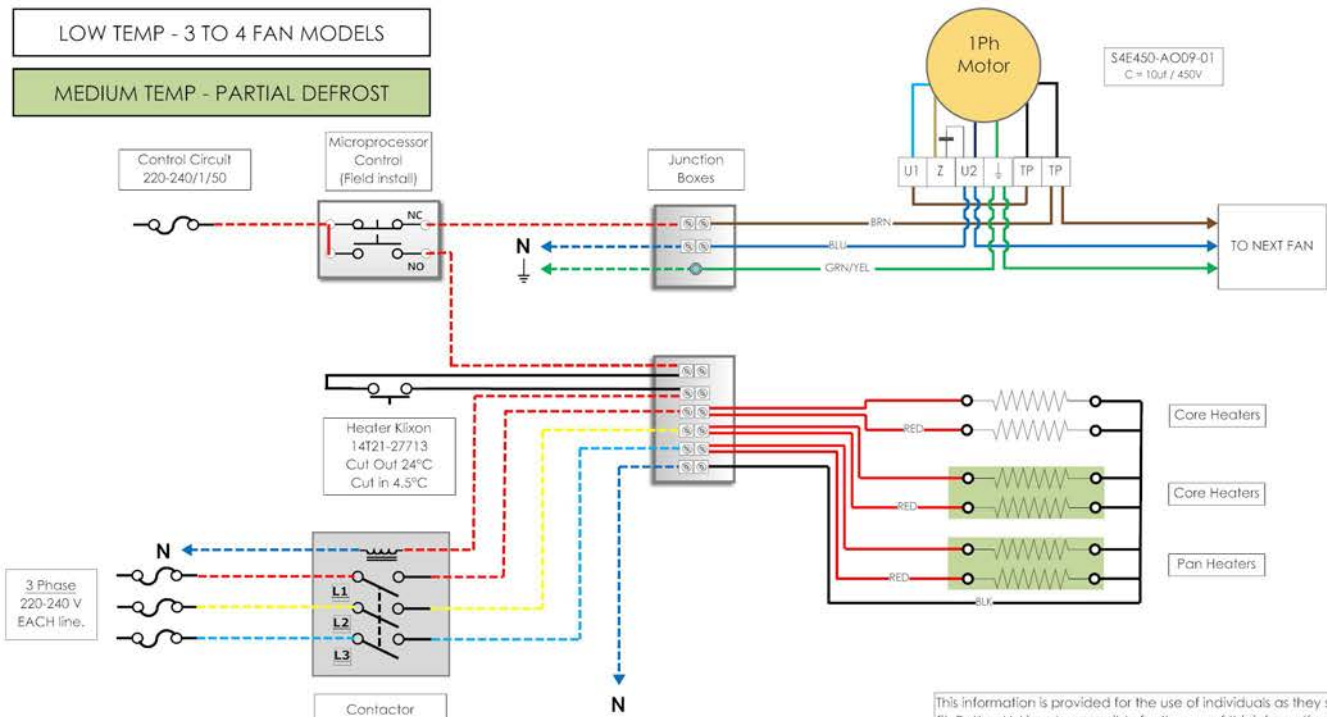 LOW TEMP - 3 TO 4 FAN MODELS
MEDIUM TEMP - PARTIAL DEFROST
1Ph
Motor
S4E450-AO09-01
C = 10uf / 450V
Control Circuit
220-240/1/50
Microprocessor
Control
(Field install)
Junction
Boxes
U1 Z U2 TP TP
NC
NO
N
BRN
BLU
GRN/YEL
TO NEXT FAN
Heater Klixon
14T21-27713
Cut Out 24°C
Cut in 4.5°C
RED
Core Heaters
RED
Core Heaters
RED
Pan Heaters
BLK
N
3 Phase
220-240 V
EACH line.
L1
L2
L3
Contactor
N
This information is provided for the use of individuals as they s